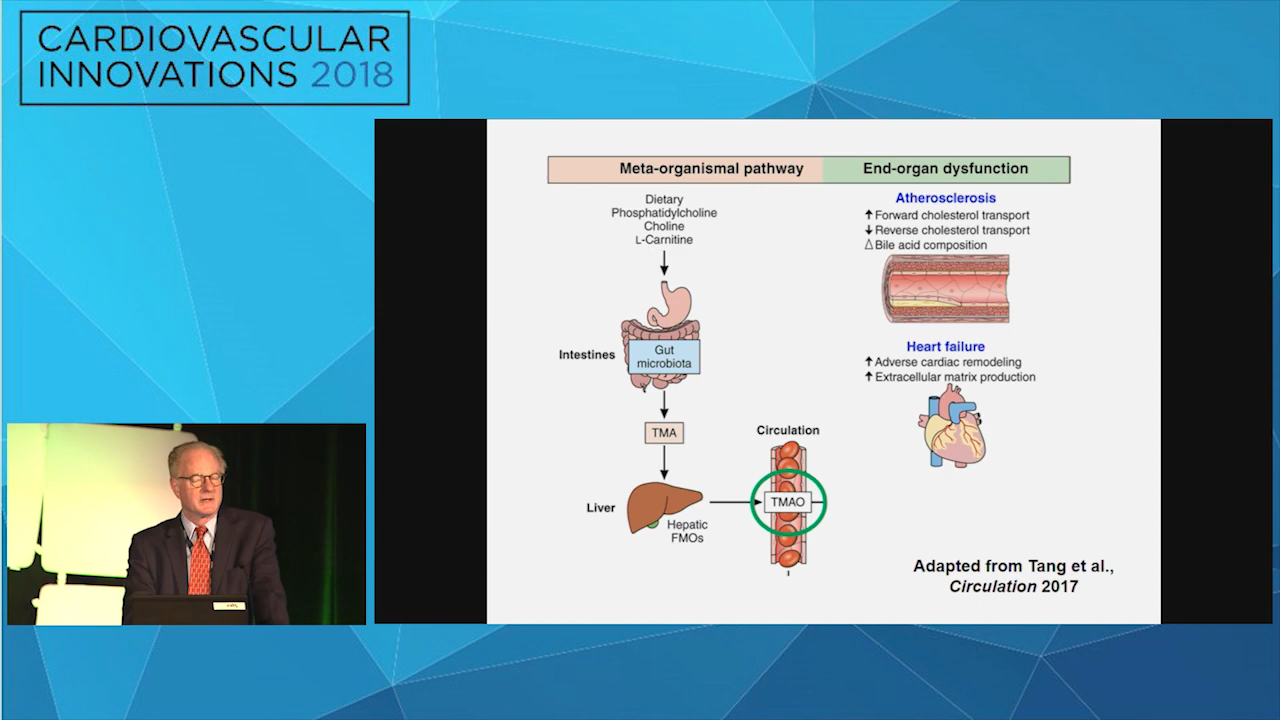 CARDIOVASCULAR
INNOVATIONS 2018
Meta-organismal pathway
End-organ dysfunction
Dietary
Phosphatidylcholine
Choline
L-Carnitine
Intestines
Gut
microbiota
TMA
Liver
Hepatic
FMOs
Circulation
TMAO
Atherosclerosis
↑ Forward cholesterol transport
↓ Reverse cholesterol transport
△ Bile acid composition
Heart failure
↑ Adverse cardiac remodeling
↑ Extracellular matrix production
Adapted from Tang et al.,
Circulation 2017